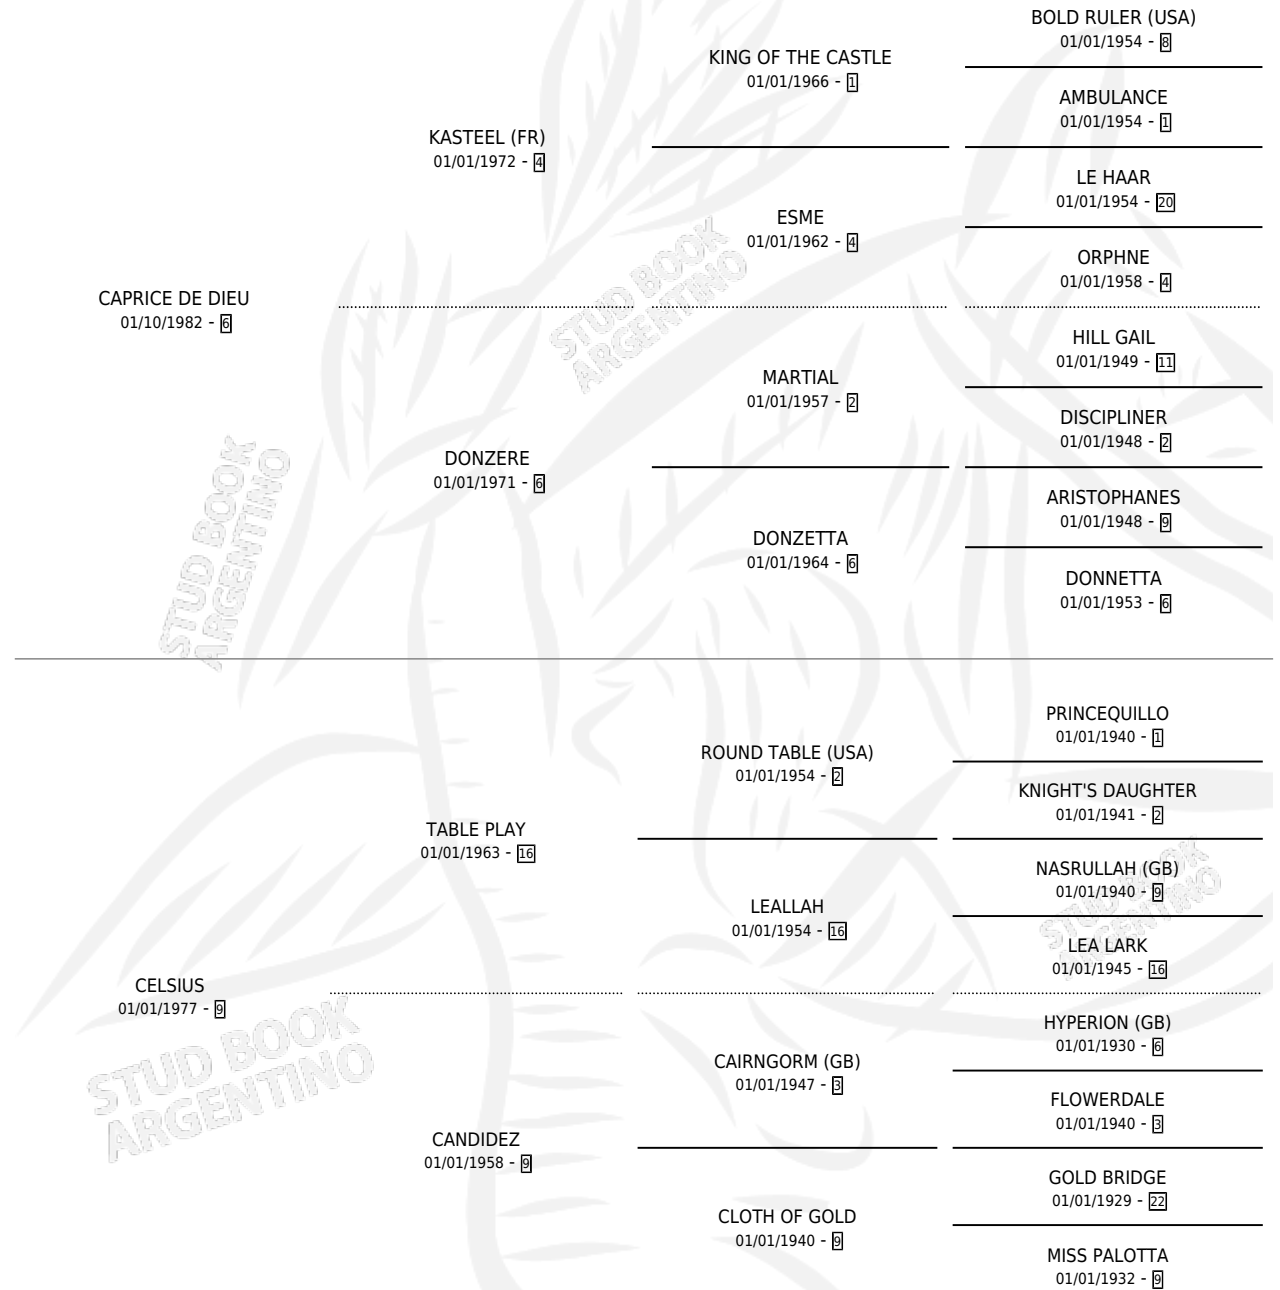 BOLD RULER (USA)
01/01/1954 - 8
KING OF THE CASTLE
01/01/1966 - 1
AMBULANCE
01/01/1954 - 1
KASTEEL (FR)
01/01/1972 - 4
LE HAAR
01/01/1954 - 20
ESME
01/01/1962 - 4
ORPHNE
01/01/1958 - 4
CAPRICE DE DIEU
01/10/1982 - 6
STUD BOOK
ARGENTINO
HILL GAIL
01/01/1949 - 11
MARTIAL
01/01/1957 - 2
DISCIPLINER
01/01/1948 - 2
DONZERE
01/01/1971 - 6
STUD BOOK
ARGENTINO
ARISTOPHANES
01/01/1948 - 9
DONZETTA
01/01/1964 - 6
DONNETTA
01/01/1953 - 6
PRINCEQUILLO
01/01/1940 - 1
ROUND TABLE (USA)
01/01/1954 - 2
KNIGHT'S DAUGHTER
01/01/1941 - 2
TABLE PLAY
01/01/1963 - 16
NASRULLAH (GB)
01/01/1940 - 9
STUD BOOK
ARGENTINO
LEALLAH
01/01/1954 - 16
LEA LARK
01/01/1945 - 16
CELSIUS
01/01/1977 - 9
STUD BOOK
ARGENTINO
HYPERION (GB)
01/01/1930 - 6
CAIRNGORM (GB)
01/01/1947 - 3
FLOWERDALE
01/01/1940 - 3
CANDIDEZ
01/01/1958 - 9
GOLD BRIDGE
01/01/1929 - 22
CLOTH OF GOLD
01/01/1940 - 9
MISS PALOTTA
01/01/1932 - 9